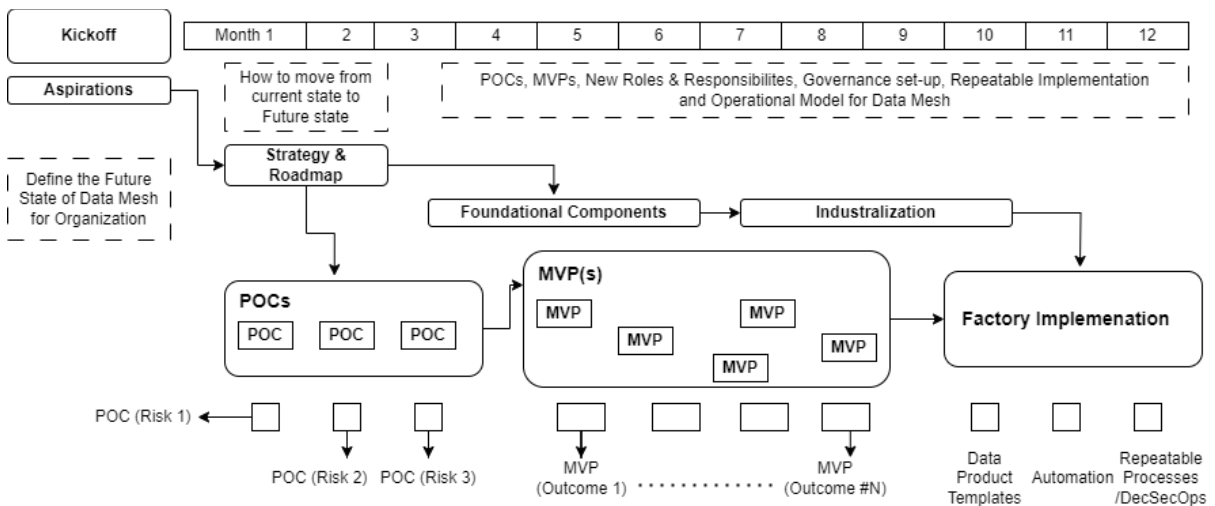 Kickoff
Month 1 2 3 4 5 6 7 8 9 10 11 12
Aspirations
How to move from
current state to
Future state
POCs, MVPs, New Roles & Responsibilites, Governance set-up, Repeatable Implementation
and Operational Model for Data Mesh
Define the Future
State of Data Mesh
for Organization
Strategy &
Roadmap
Foundational Components
Industralization
POCs
POC POC POC
MVP(s)
MVP
MVP
MVP
MVP
MVP
Factory Implemenation
POC (Risk 1)
POC (Risk 2)
POC (Risk 3)
MVP
(Outcome 1)
MVP
(Outcome #N)
Data
Product
Templates
Automation
Repeatable
Processes
/DecSecOps